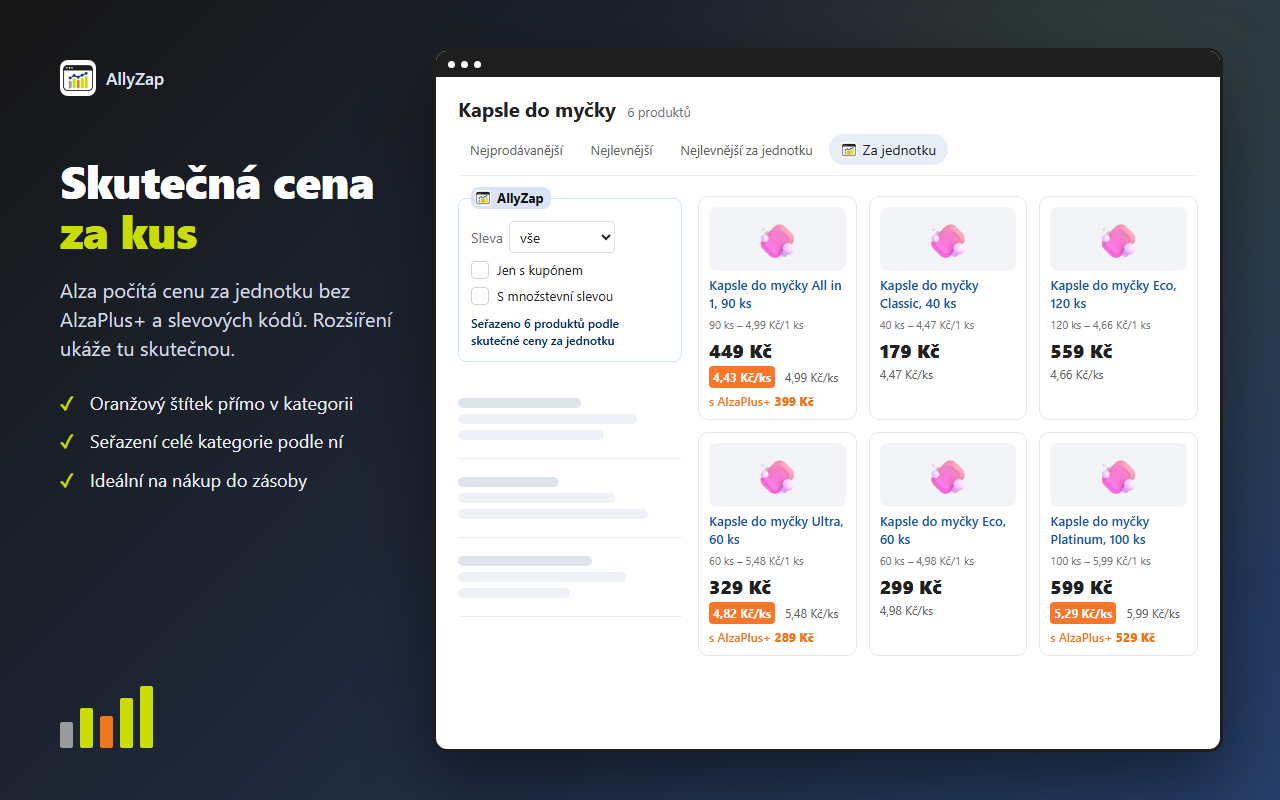 AllyZap
Skutečná cena
za kus
Alza počítá cenu za jednotku bez
AlzaPlus+ a slevových kódů. Rozšíření
ukáže tu skutečnou.
✓ Oranžový štítek přímo v kategorii
✓ Seřazení celé kategorie podle ní
✓ Ideální na nákup do zásoby
Kapsle do myčky 6 produktů
Nejprodávanější Nejlevnější Nejlevnější za jednotku Za jednotku
AllyZap
Sleva vše
Jen s kupónem
S množstevní slevou
Seřazeno 6 produktů podle
skutečné ceny za jednotku
Kapsle do myčky All in
1, 90 ks
90 ks – 4,99 Kč/1 ks
449 Kč
4,43 Kč/ks 4,99 Kč/ks
s AlzaPlus+ 399 Kč
Kapsle do myčky
Classic, 40 ks
40 ks – 4,47 Kč/1 ks
179 Kč
4,47 Kč/ks
Kapsle do myčky Eco,
120 ks
120 ks – 4,66 Kč/1 ks
559 Kč
4,66 Kč/ks
Kapsle do myčky Ultra,
60 ks
60 ks – 5,48 Kč/1 ks
329 Kč
4,82 Kč/ks 5,48 Kč/ks
s AlzaPlus+ 289 Kč
Kapsle do myčky Eco,
60 ks
60 ks – 4,98 Kč/1 ks
299 Kč
4,98 Kč/ks
Kapsle do myčky
Platinum, 100 ks
100 ks – 5,99 Kč/1 ks
599 Kč
5,29 Kč/ks 5,99 Kč/ks
s AlzaPlus+ 529 Kč